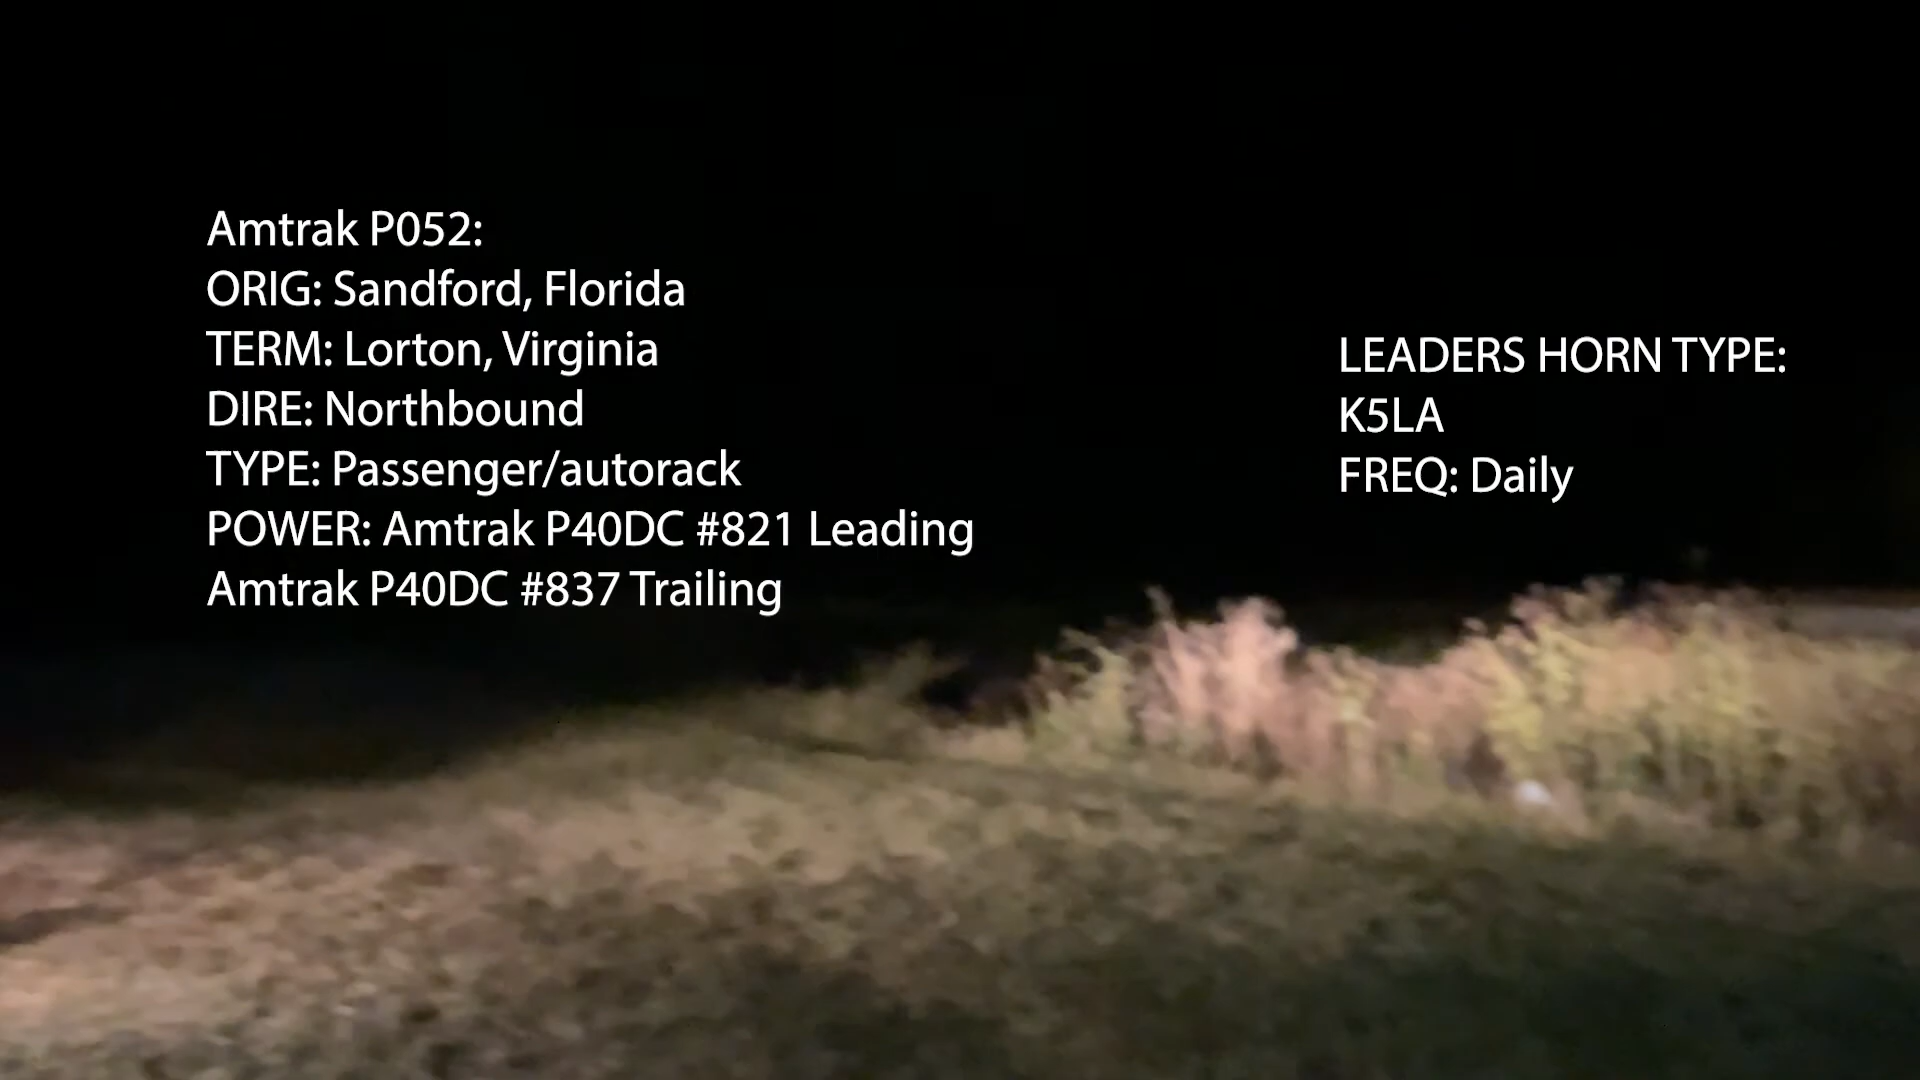 Amtrak P052:
ORIG: Sandford, Florida
TERM: Lorton, Virginia
DIRE: Northbound
TYPE: Passenger/autorack
POWER: Amtrak P40DC #821 Leading
Amtrak P40DC #837 Trailing
LEADERS HORN TYPE:
K5LA
FREQ: Daily